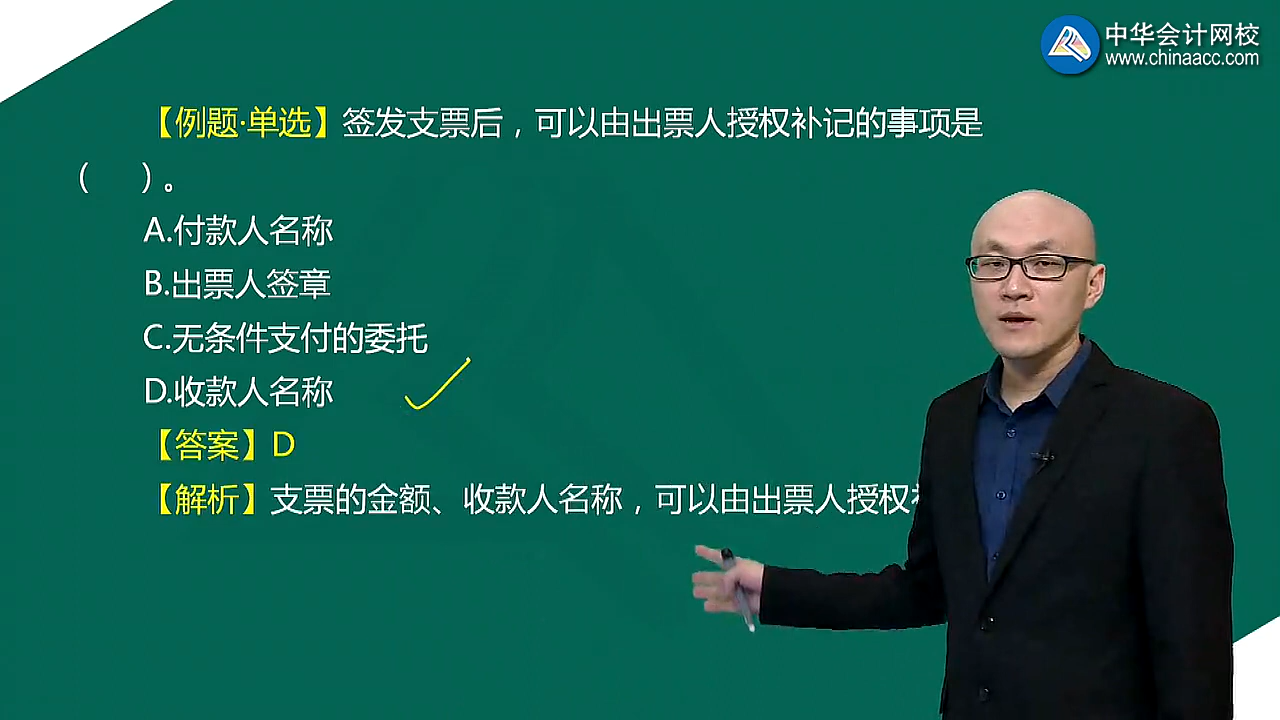 中华会计网校
www.chinaacc.com
【例题·单选】签发支票后，可以由出票人授权补记的事项是
(      )。
A.付款人名称
B.出票人签章
C.无条件支付的委托
D.收款人名称
【答案】D
【解析】支票的金额、收款人名称，可以由出票人授权